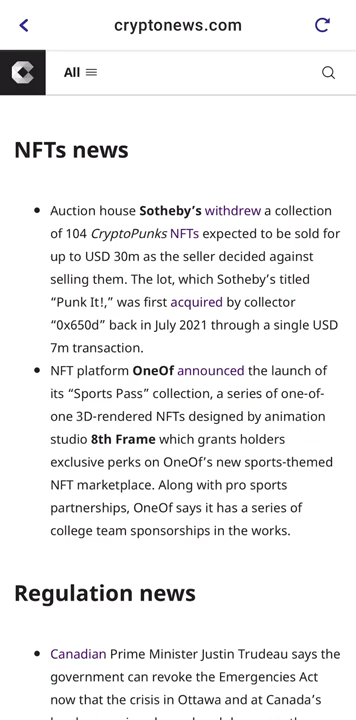 cryptonews.com
All
NFTs news
Auction house Sotheby’s withdrew a collection
of 104 CryptoPunks NFTs expected to be sold for
up to USD 30m as the seller decided against
selling them. The lot, which Sotheby’s titled
“Punk It!,” was first acquired by collector
“0x650d” back in July 2021 through a single USD
7m transaction.
NFT platform OneOf announced the launch of
its “Sports Pass” collection, a series of one-of-
one 3D-rendered NFTs designed by animation
studio 8th Frame which grants holders
exclusive perks on OneOf’s new sports-themed
NFT marketplace. Along with pro sports
partnerships, OneOf says it has a series of
college team sponsorships in the works.
Regulation news
Canadian Prime Minister Justin Trudeau says the
government can revoke the Emergencies Act
now that the crisis in Ottawa and at Canada’s